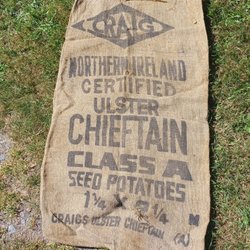 CRAIG
NORTHERN IRELAND
CERTIFIED
ULSTER
CHIEFTAIN
CLASS A
SEED POTATOES
1¼ X 2¼
M
CRAIGS ULSTER CHIEFTAIN (A)